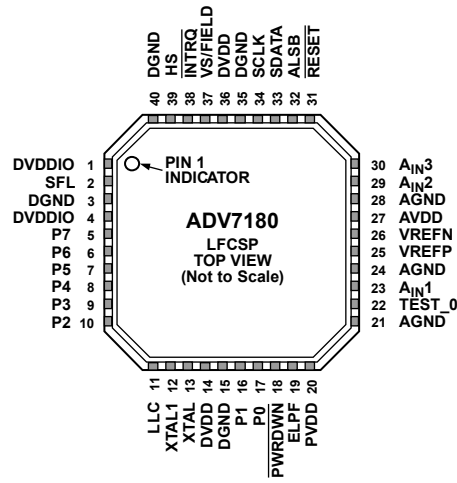 DGND
HS
INTRQ
VS/FIELD
DVDD
DGND
SCLK
SDATA
ALSB
RESET
40
39
38
37
36
35
34
33
32
31
DVDDIO 1
SFL 2
DGND 3
DVDDIO 4
P7 5
P6 6
P5 7
P4 8
P3 9
P2 10
PIN 1
INDICATOR
ADV7180
LFCSP
TOP VIEW
(Not to Scale)
30 AIN3
29 AIN2
28 AGND
27 AVDD
26 VREFN
25 VREFP
24 AGND
23 AIN1
22 TEST_0
21 AGND
11
12
13
14
15
16
17
18
19
20
LLC
XTAL1
XTAL
DVDD
DGND
P1
P0
PWRDWN
ELPF
PVDD